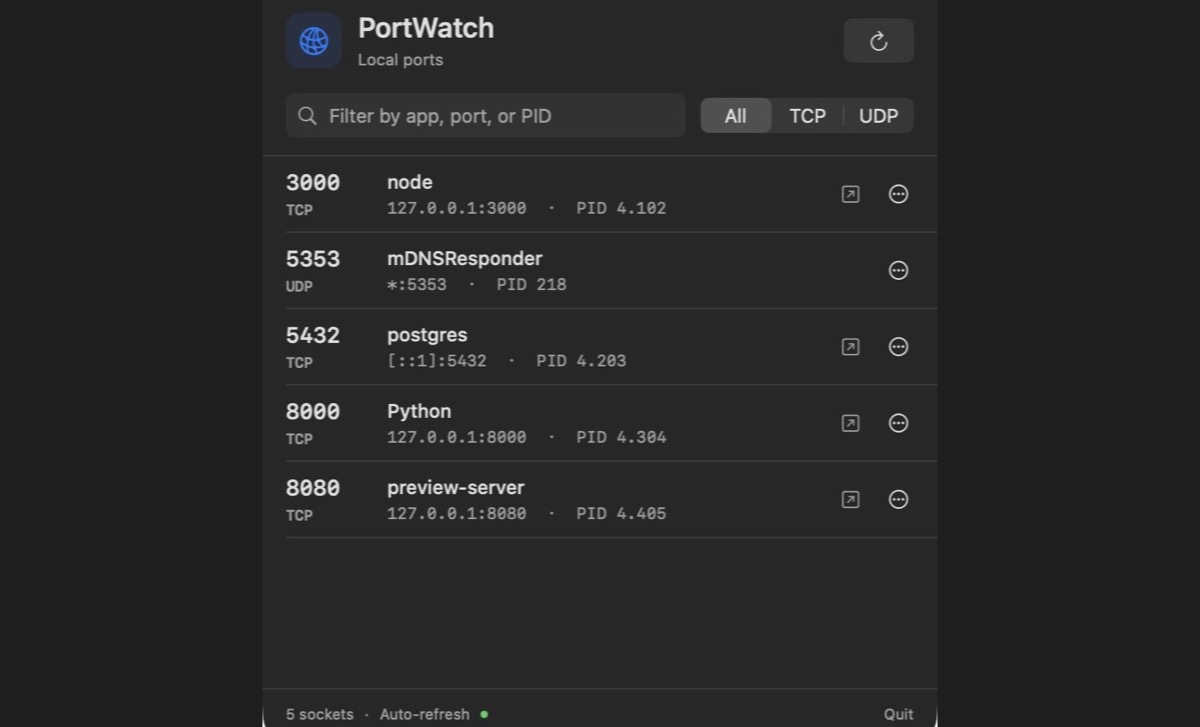 PortWatch
Local ports
Filter by app, port, or PID
All TCP UDP
3000 node
TCP 127.0.0.1:3000 · PID 4.102
5353 mDNSResponder
UDP *:5353 · PID 218
5432 postgres
TCP [::1]:5432 · PID 4.203
8000 Python
TCP 127.0.0.1:8000 · PID 4.304
8080 preview-server
TCP 127.0.0.1:8080 · PID 4.405
5 sockets · Auto-refresh Quit